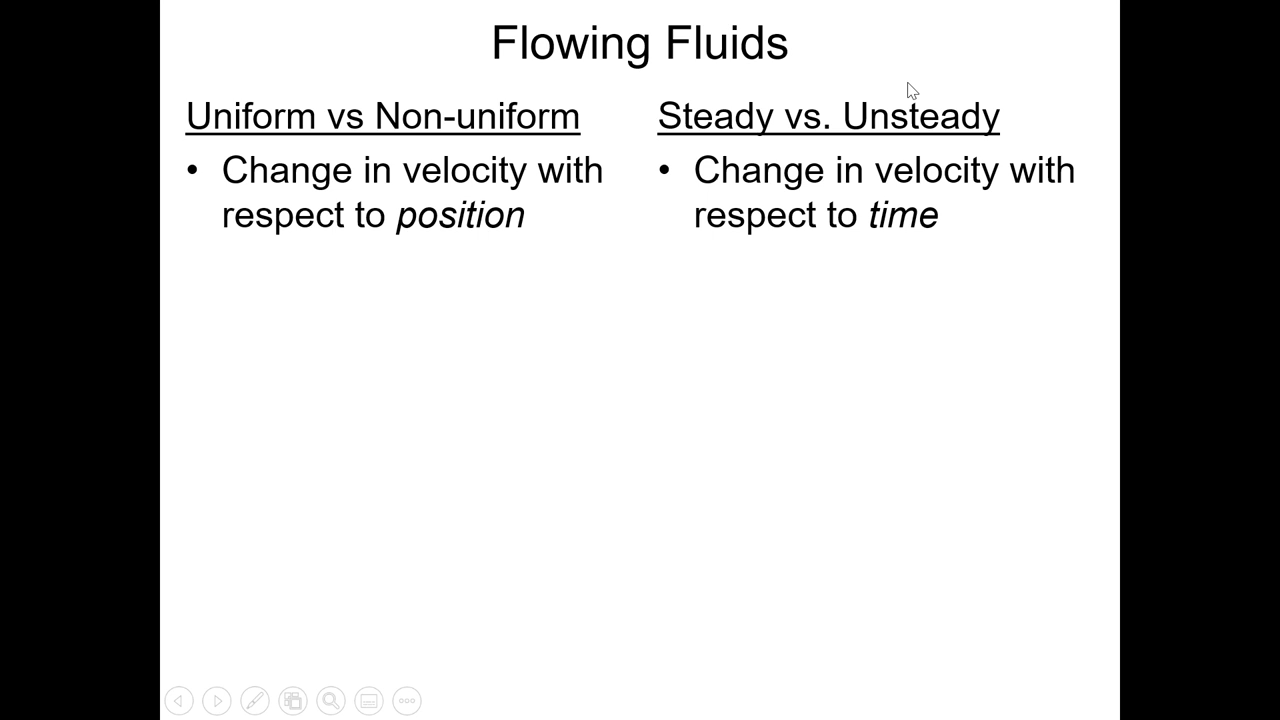 Flowing Fluids
Uniform vs Non-uniform
• Change in velocity with
respect to position
Steady vs. Unsteady
• Change in velocity with
respect to time